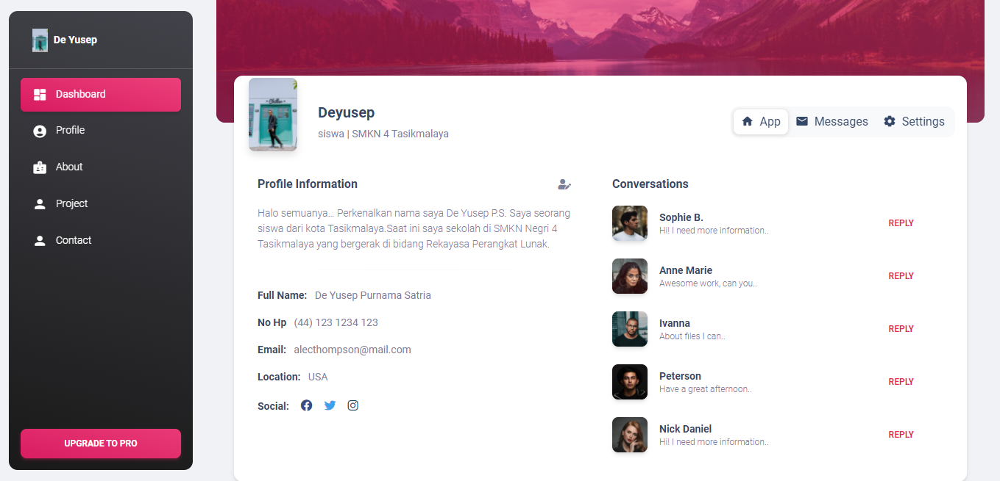 De Yusep
Dashboard
Profile
About
Project
Contact
UPGRADE TO PRO
Deyusep
siswa | SMKN 4 Tasikmalaya
App
Messages
Settings
Profile Information
Halo semuanya... Perkenalkan nama saya De Yusep P.S. Saya seorang
siswa dari kota Tasikmalaya.Saat ini saya sekolah di SMKN Negri 4
Tasikmalaya yang bergerak di bidang Rekayasa Perangkat Lunak.
Full Name: De Yusep Purnama Satria
No Hp (44) 123 1234 123
Email: alecthompson@mail.com
Location: USA
Social:
Conversations
Sophie B.
Hi! I need more information..
REPLY
Anne Marie
Awesome work, can you..
REPLY
Ivanna
About files I can..
REPLY
Peterson
Have a great afternoon..
REPLY
Nick Daniel
Hi! I need more information..
REPLY